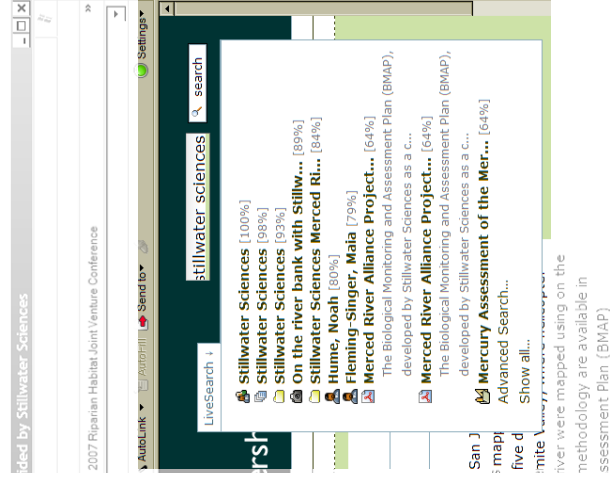 ided by Stillwater Sciences
2007 Riparian Habitat Joint Venture Conference
»
AutoLink
AutoFill
Send to
Settings
stillwater sciences
search
LiveSearch ↓
Stillwater Sciences [100%]
Stillwater Sciences [98%]
Stillwater Sciences [93%]
On the river bank with Stillw... [89%]
Stillwater Sciences Merced Ri... [84%]
Hume, Noah [80%]
Fleming-Singer, Maia [79%]
Merced River Alliance Project... [64%]
The Biological Monitoring and Assessment Plan (BMAP),
developed by Stillwater Sciences as a c...
Merced River Alliance Project... [64%]
The Biological Monitoring and Assessment Plan (BMAP),
developed by Stillwater Sciences as a c...
Mercury Assessment of the Mer... [64%]
Advanced Search...
Show all...
ersh
San J
s mapp
five d
river were mapped using on the
methodology are available in
ssessment Plan (BMAP)